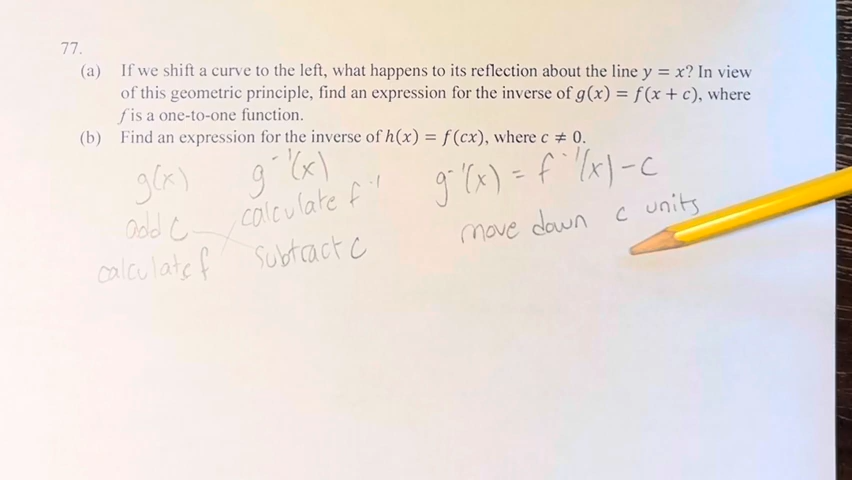 77.
(a) If we shift a curve to the left, what happens to its reflection about the line y = x? In view
of this geometric principle, find an expression for the inverse of g(x) = f(x + c), where
f is a one-to-one function.
(b) Find an expression for the inverse of h(x) = f(cx), where c ≠ 0.
g(x) g⁻¹(x) g⁻¹(x) = f⁻¹(x) - c
add c calculate f⁻¹ move down c units
calculate f subtract c